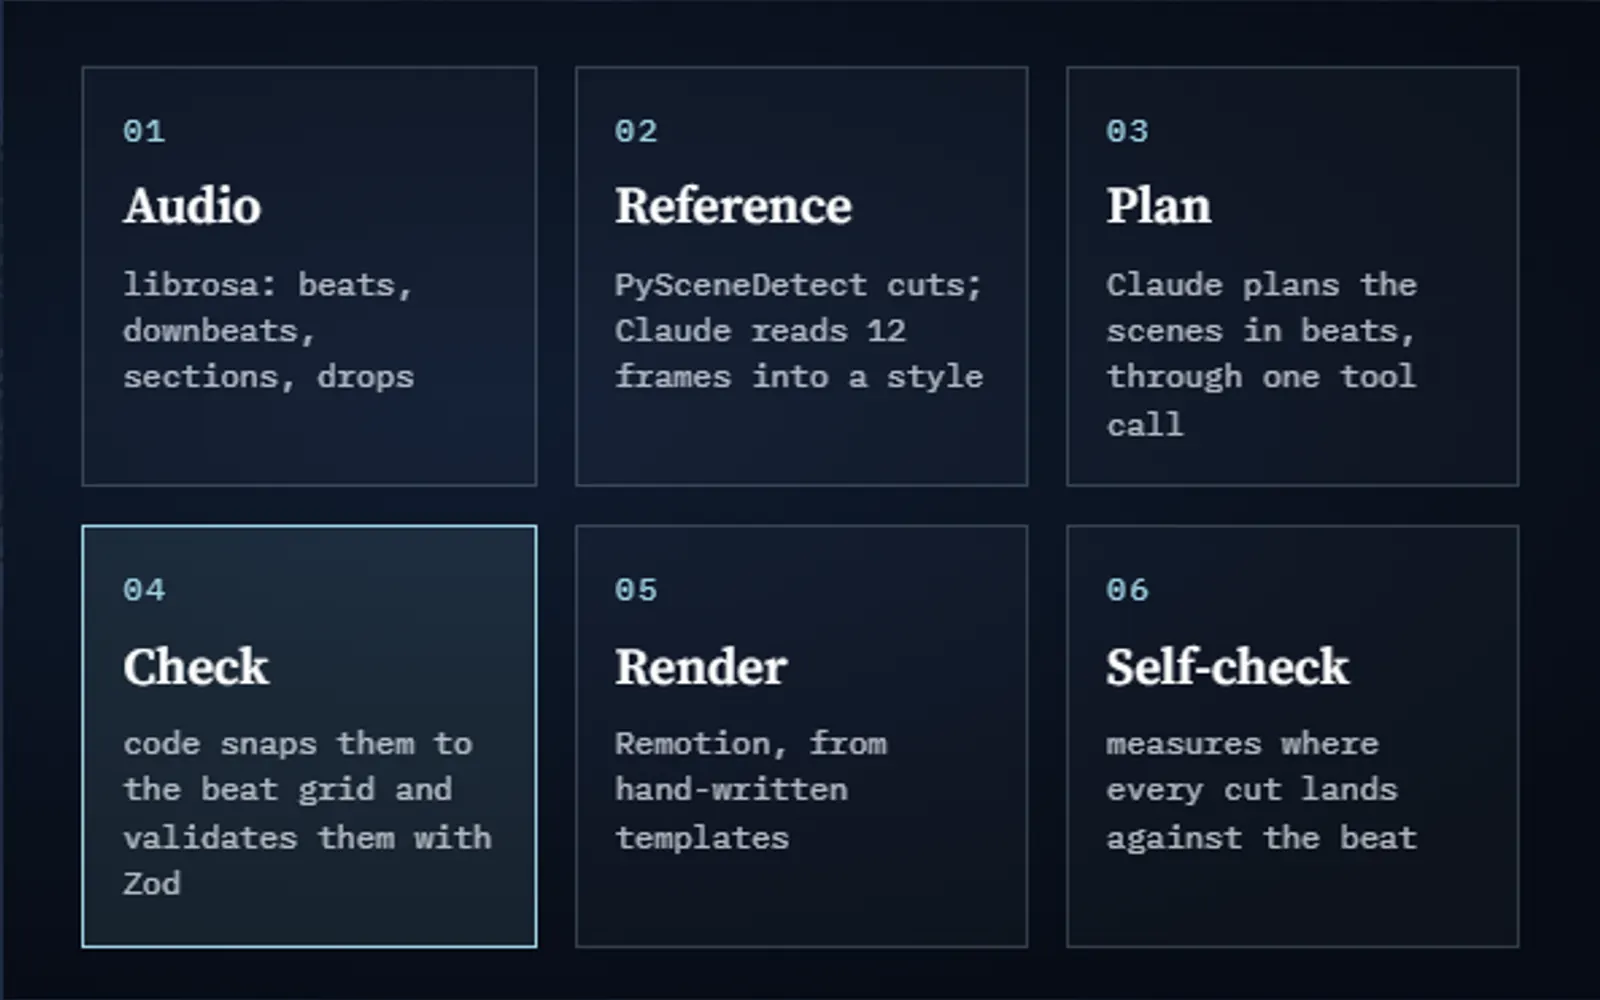 01
Audio
librosa: beats,
downbeats,
sections, drops
02
Reference
PySceneDetect cuts;
Claude reads 12
frames into a style
03
Plan
Claude plans the
scenes in beats,
through one tool
call
04
Check
code snaps them to
the beat grid and
validates them with
Zod
05
Render
Remotion, from
hand-written
templates
06
Self-check
measures where
every cut lands
against the beat